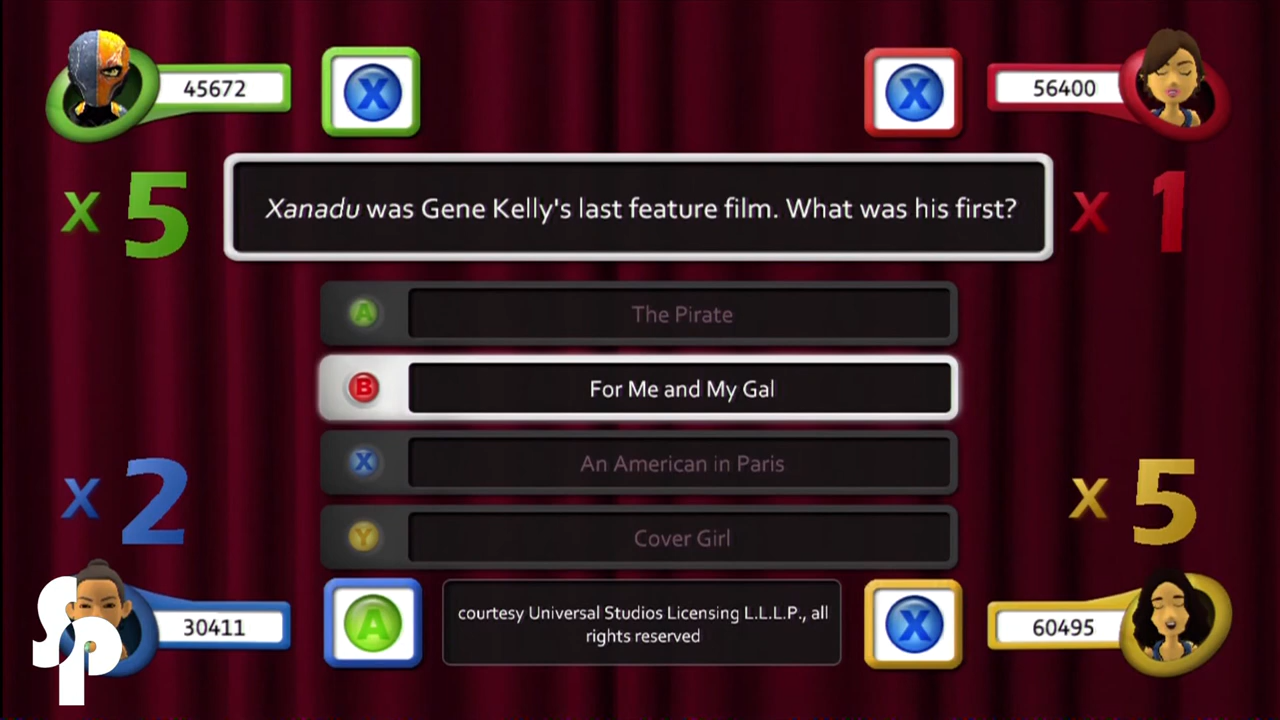 45672
X
X
56400
X 5
Xanadu was Gene Kelly's last feature film. What was his first?
X 1
A The Pirate
B For Me and My Gal
X An American in Paris
Y Cover Girl
X 2
X 5
SP
30411
A
courtesy Universal Studios Licensing L.L.L.P., all
rights reserved
X
60495